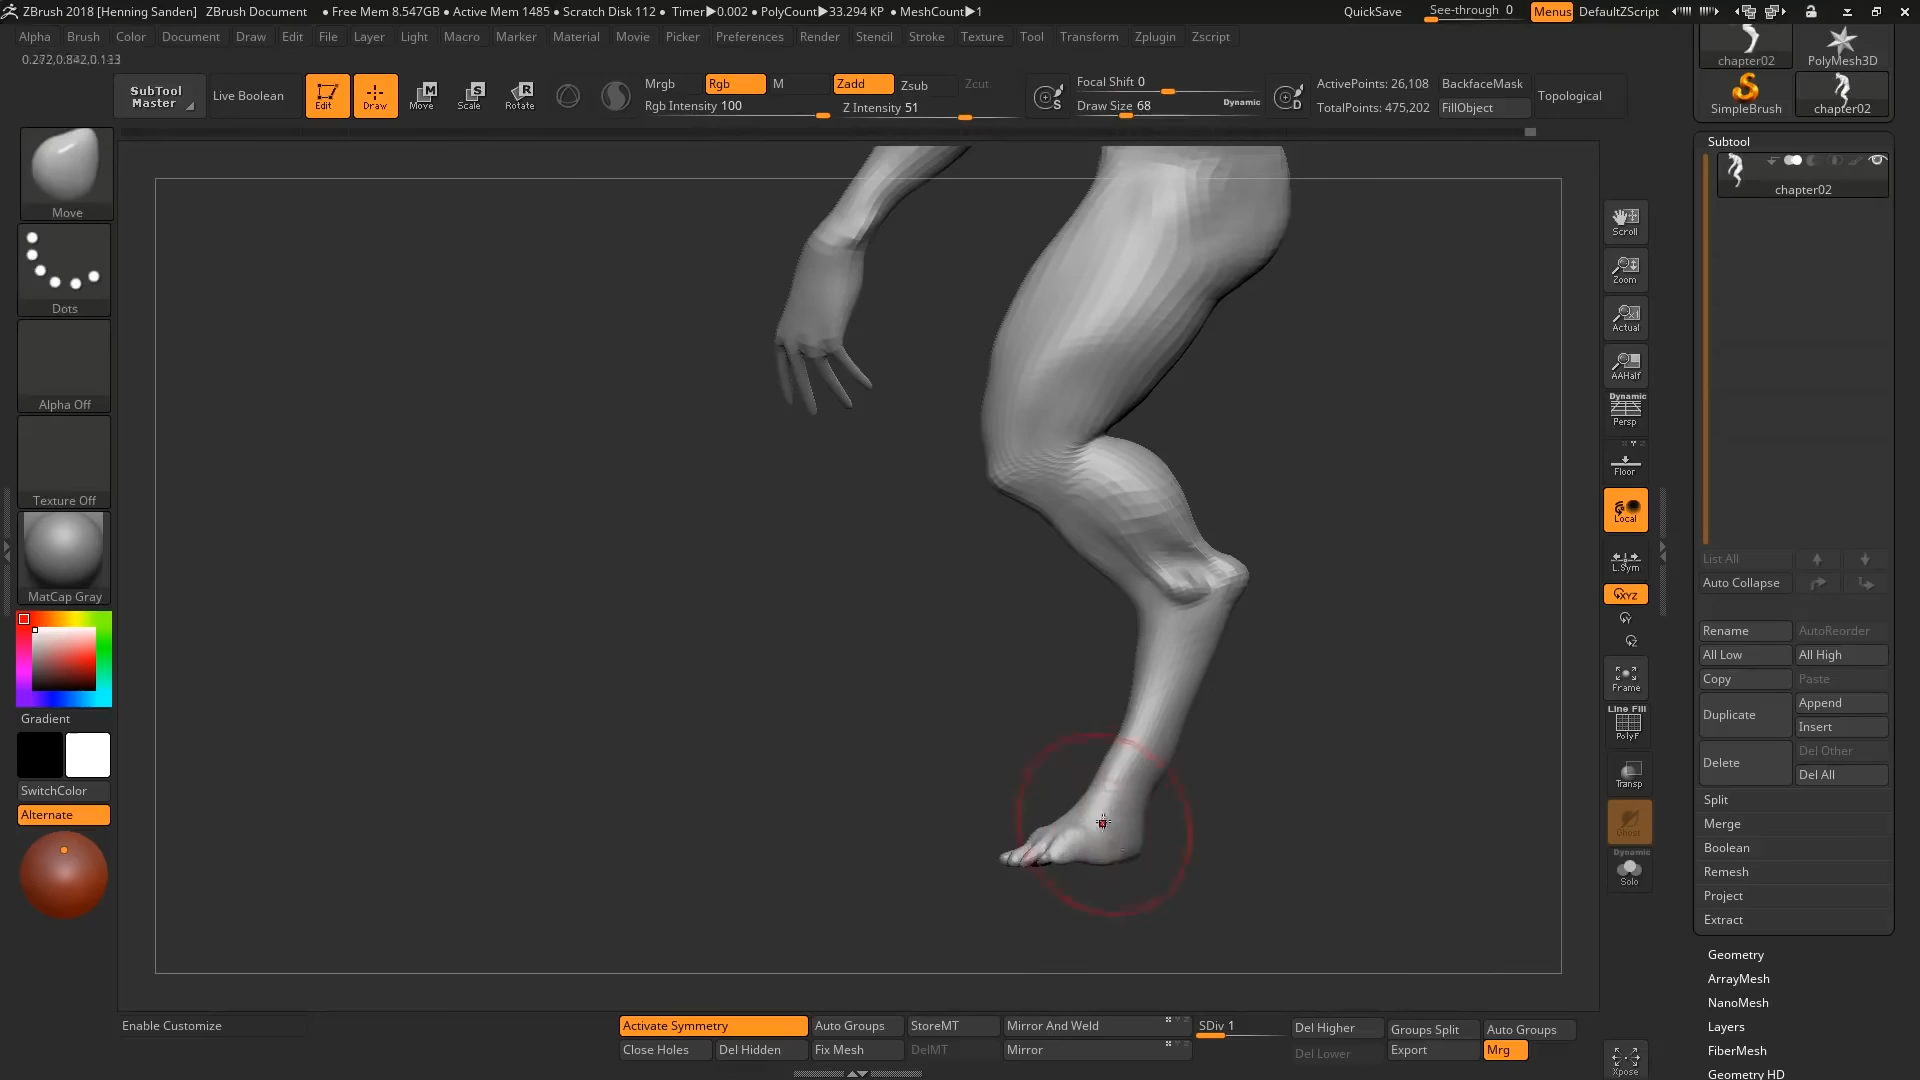 ZBrush 2018 [Henning Sanden] ZBrush Document • Free Mem 8.547GB • Active Mem 1485 • Scratch Disk 112 • Timer▶0.002 • PolyCount▶33.294 KP • MeshCount▶1 QuickSave See-through 0 Menus DefaultZScript
Alpha Brush Color Document Draw Edit File Layer Light Macro Marker Material Movie Picker Preferences Render Stencil Stroke Texture Tool Transform Zplugin Zscript
SubTool Master
Live Boolean
Edit
Draw
Move
Scale
Rotate
Mrgb Rgb M Zadd Zsub Zcut
Rgb Intensity 100 Z Intensity 51
Focal Shift 0
Draw Size 68 Dynamic
ActivePoints: 26,108
TotalPoints: 475,202
BackfaceMask
FillObject
Topological
chapter02
PolyMesh3D
SimpleBrush
chapter02
Move
Dots
Alpha Off
Texture Off
MatCap Gray
Gradient
SwitchColor
Alternate
Scroll
Zoom
Actual
AAHalf
Dynamic
Persp
Floor
Local
L.Sym
XYZ
Frame
Line Fill
PolyF
Transp
Ghost
Dynamic
Solo
Xpose
Subtool
chapter02
List All
Auto Collapse
Rename AutoReorder
All Low All High
Copy Paste
Duplicate
Append
Insert
Delete
Del Other
Del All
Split
Merge
Boolean
Remesh
Project
Extract
Geometry
ArrayMesh
NanoMesh
Layers
FiberMesh
Geometry HD
Enable Customize
Activate Symmetry Auto Groups StoreMT Mirror And Weld SDiv 1 Del Higher Groups Split Auto Groups
Close Holes Del Hidden Fix Mesh DelMT Mirror Del Lower Export Mrg